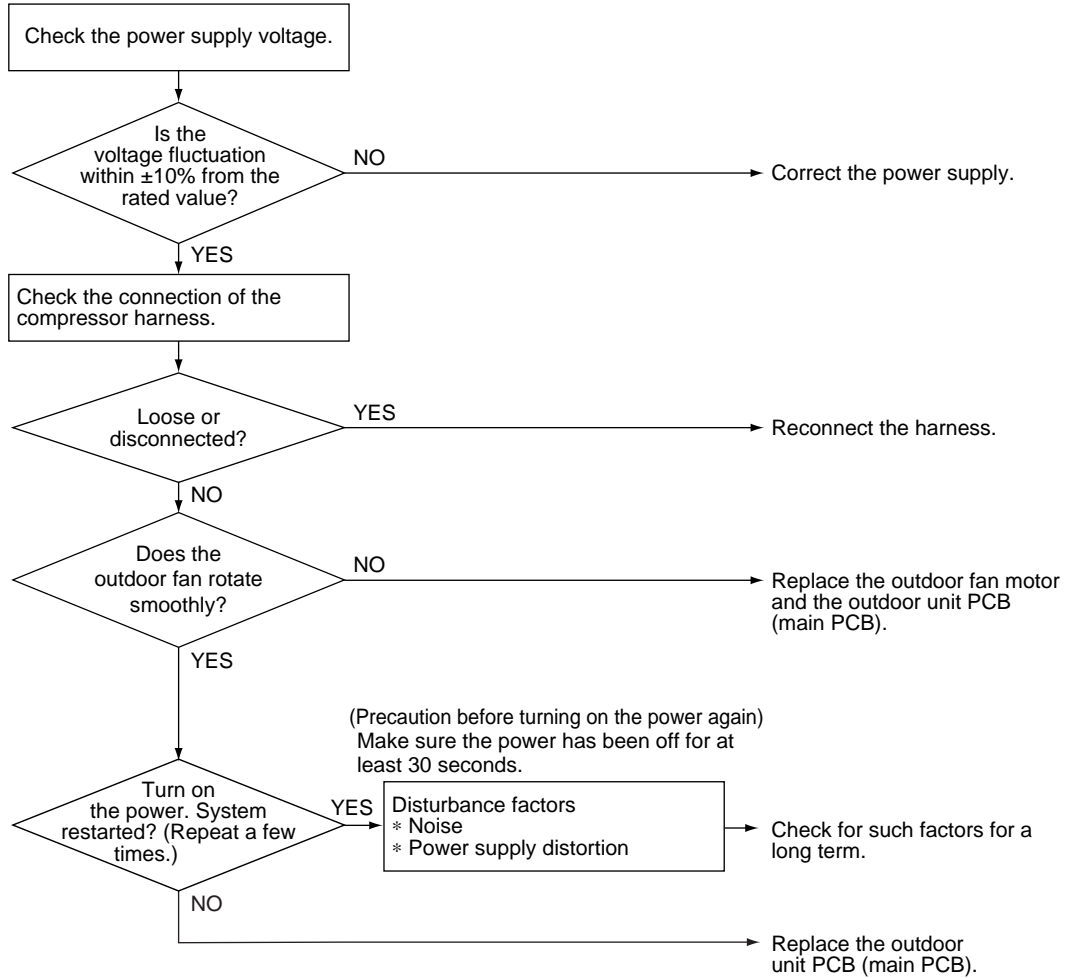 Check the power supply voltage.
Is the
voltage fluctuation
within ±10% from the
rated value?
NO
Correct the power supply.
YES
Check the connection of the
compressor harness.
Loose or
disconnected?
YES
Reconnect the harness.
NO
Does the
outdoor fan rotate
smoothly?
NO
Replace the outdoor fan motor
and the outdoor unit PCB
(main PCB).
YES
(Precaution before turning on the power again)
Make sure the power has been off for at
least 30 seconds.
Turn on
the power. System
restarted? (Repeat a few
times.)
YES
Disturbance factors
∗ Noise
∗ Power supply distortion
Check for such factors for a
long term.
NO
Replace the outdoor
unit PCB (main PCB).